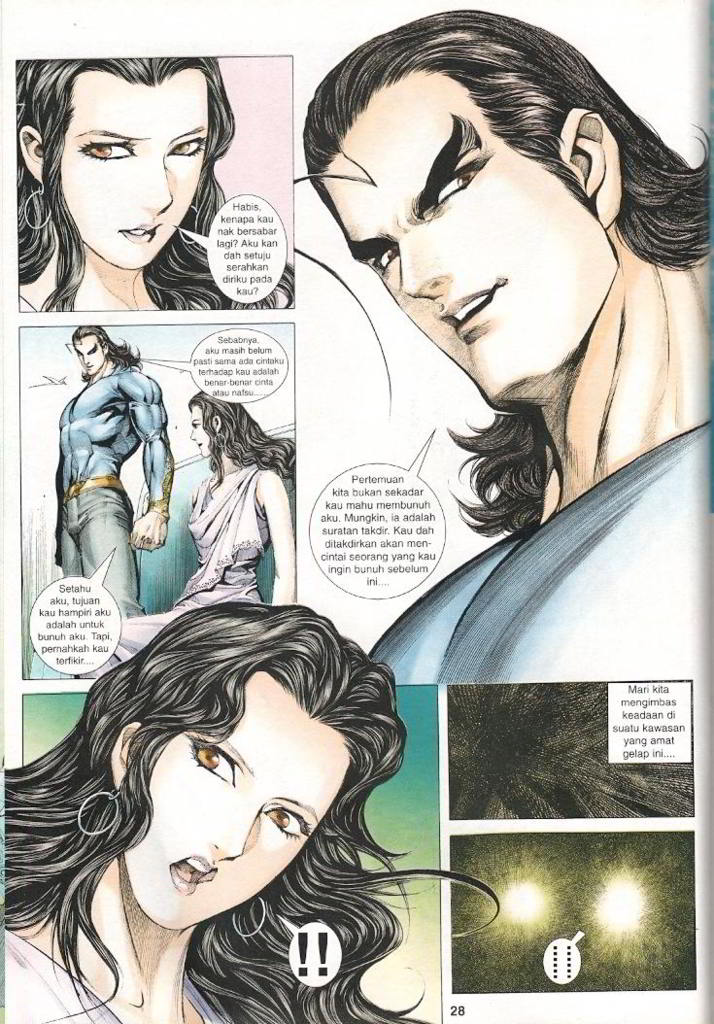 Habis,
kenapa kau
nak bersabar
lagi? Aku kan
dah setuju
serahkan
diriku pada
kau?
Sebabnya,
aku masih belum
pasti sama ada cintaku
terhadap kau adalah
benar-benar cinta
atau nafsu......
Setahu
aku, tujuan
kau hampiri aku
adalah untuk
bunuh aku. Tapi,
pernahkah kau
terfikir....
Pertemuan
kita bukan sekadar
kau mahu membunuh
aku. Mungkin, ia adalah
suratan takdir. Kau dah
ditakdirkan akan men-
cintai seorang yang kau
ingin bunuh sebelum
ini....
!!
Mari kita
mengimbas
keadaan di
suatu kawasan
yang amat
gelap ini....
28